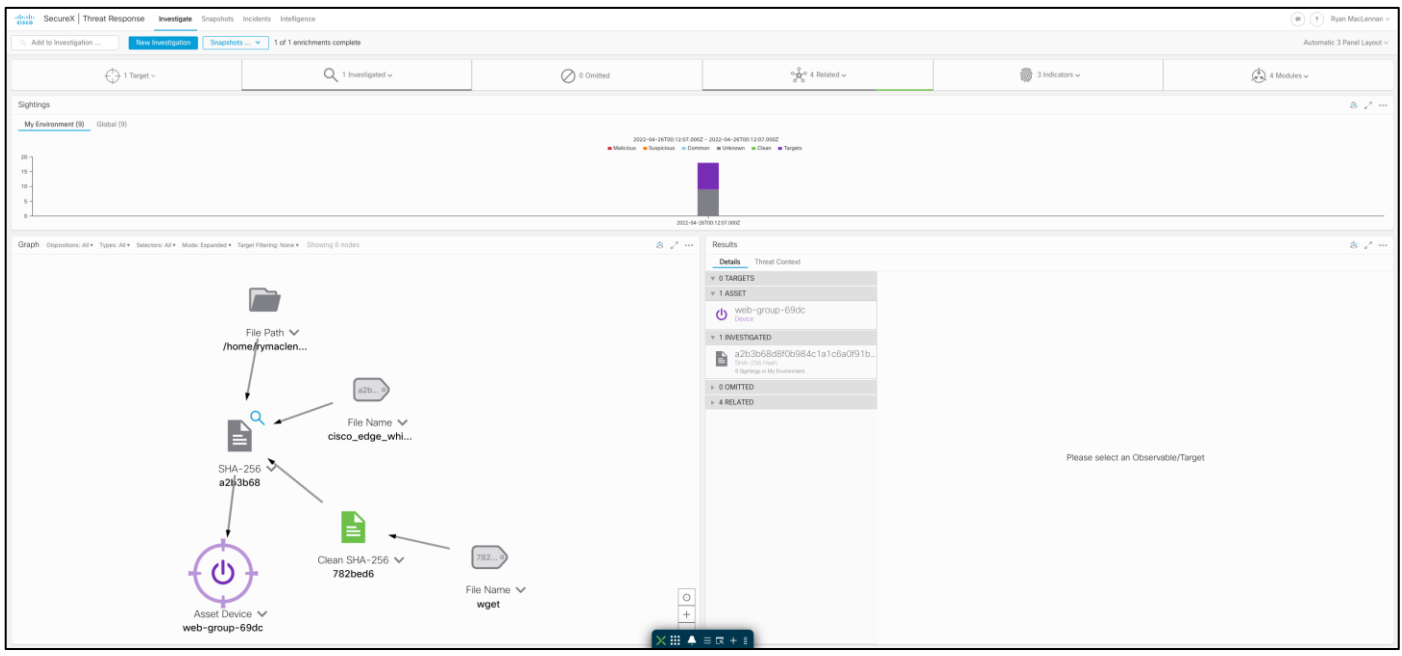 cisco SecureX | Threat Response Investigate Snapshots Incidents Intelligence Ryan MacLennan
Add to Investigation ... New Investigation Snapshots ... 1 of 1 enrichments complete Automatic 3 Panel Layout
1 Target 1 Investigated 0 Omitted 4 Related 3 Indicators 4 Modules
Sightings
My Environment (9) Global (9)
2022-04-26T00:12:07.000Z - 2022-04-26T00:12:07.000Z
Malicious Suspicious Common Unknown Clean Targets
20
15
10
5
0
2022-04-26T00:12:07.000Z
Graph Dispositions: All Types: All Selectors: All Mode: Expanded Target Filtering: None Showing 6 nodes
File Path
/home/rymaclen...
a2b...
File Name
cisco_edge_whi...
SHA-256
a2b3b68
Clean SHA-256
782bed6
782...
File Name
wget
Asset Device
web-group-69dc
Results
Details Threat Context
0 TARGETS
1 ASSET
web-group-69dc
Device
1 INVESTIGATED
a2b3b68d8f0b984c1a1c6a0f91b...
SHA-256 Hash
9 Sightings in My Environment
0 OMITTED
4 RELATED
Please select an Observable/Target